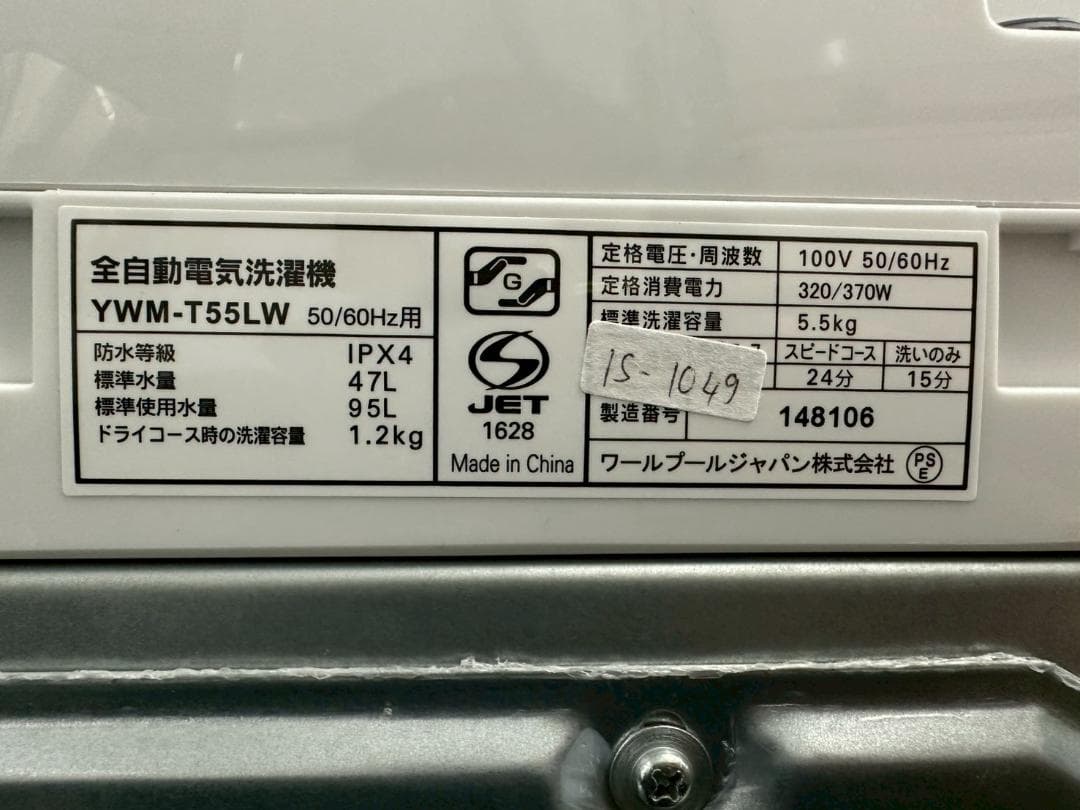 全自動電気洗濯機
YWM-T55LW 50/60Hz用
防水等級 IPX4
標準水量 47L
標準使用水量 95L
ドライコース時の洗濯容量 1.2kg
G
JET
1628
Made in China
定格電圧・周波数 100V 50/60Hz
定格消費電力 320/370W
標準洗濯容量 5.5kg
スピードコース 洗いのみ
24分 15分
IS-1049
製造番号 148106
ワールプールジャパン株式会社 PSE